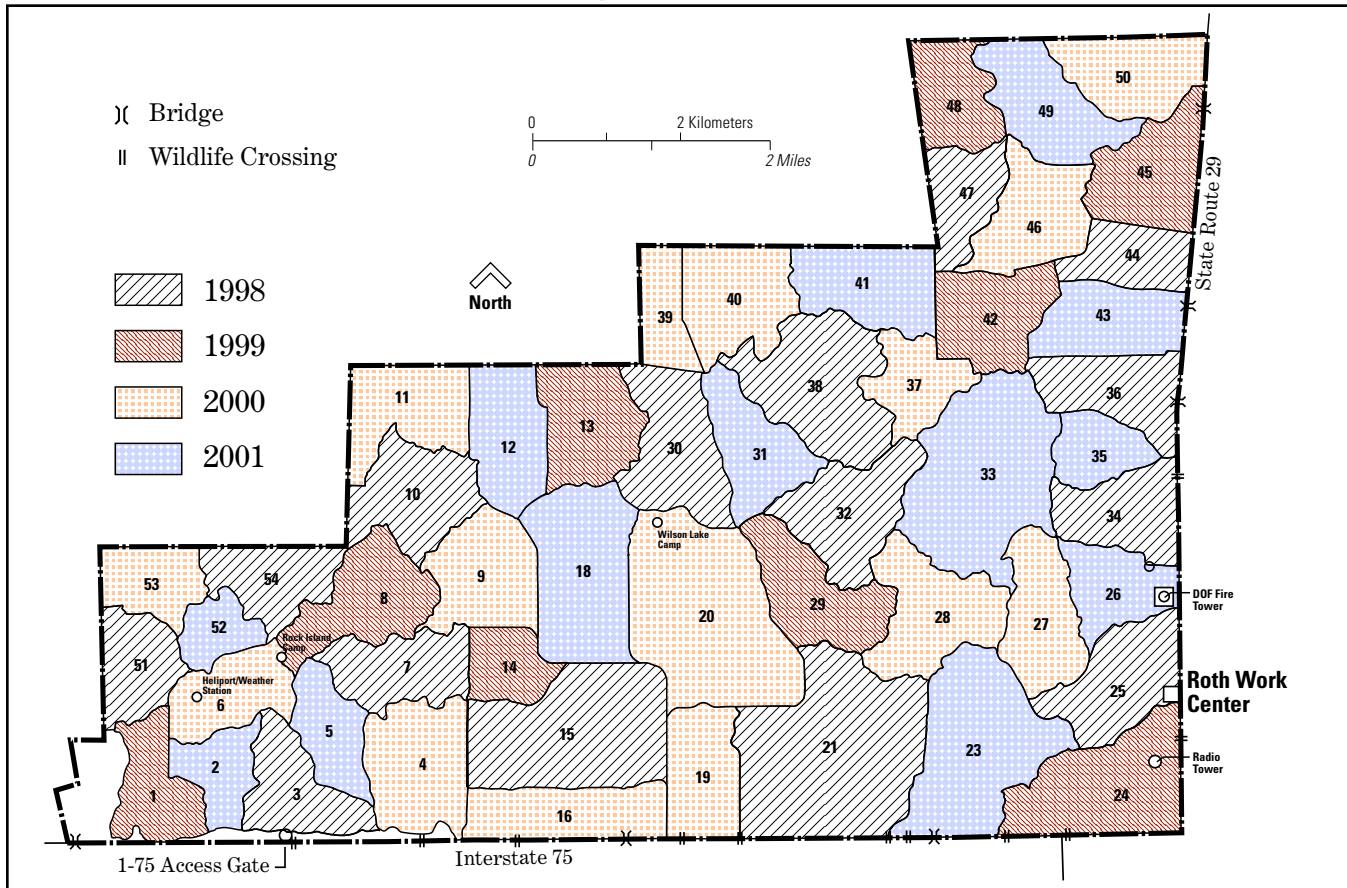 Bridge
Wildlife Crossing
0 2 Kilometers
0 2 Miles
1998
1999
2000
2001
North
State Route 29
50
48
49
45
47
46
44
41
43
42
39
40
38
37
36
11
12
13
30
31
35
33
10
32
34
Wilson Lake
Camp
53
54
9
18
8
52
20
29
28
27
26
DOF Fire
Tower
51
Rock Island
Camp
7
14
Heliport/Weather
Station
6
25
Roth Work
Center
5
15
21
23
4
2
19
Radio
Tower
1
3
16
24
1-75 Access Gate
Interstate 75